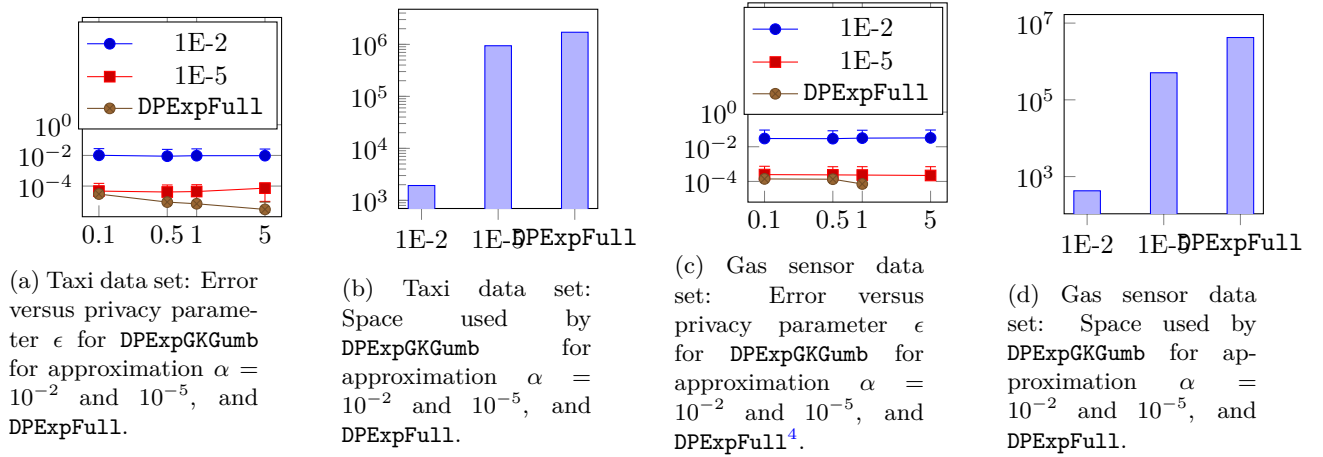 1E-2
1E-5
DPExpFull
10^0
10^-2
10^-4
0.1 0.5 1 5
(a) Taxi data set: Error
versus privacy parame-
ter ϵ for DPExpGKGumb
for approximation α =
10^-2 and 10^-5, and
DPExpFull.
10^6
10^5
10^4
10^3
1E-2 1E-5 DPExpFull
(b) Taxi data set:
Space used by
DPExpGKGumb for
approximation α =
10^-2 and 10^-5, and
DPExpFull.
1E-2
1E-5
DPExpFull
10^0
10^-2
10^-4
0.1 0.5 1 5
(c) Gas sensor data
set: Error versus
privacy parameter ϵ
for DPExpGKGumb for
approximation α =
10^-2 and 10^-5, and
DPExpFull^4.
10^7
10^5
10^3
1E-2 1E-5 DPExpFull
(d) Gas sensor data
set: Space used by
DPExpGKGumb for ap-
proximation α =
10^-2 and 10^-5, and
DPExpFull.